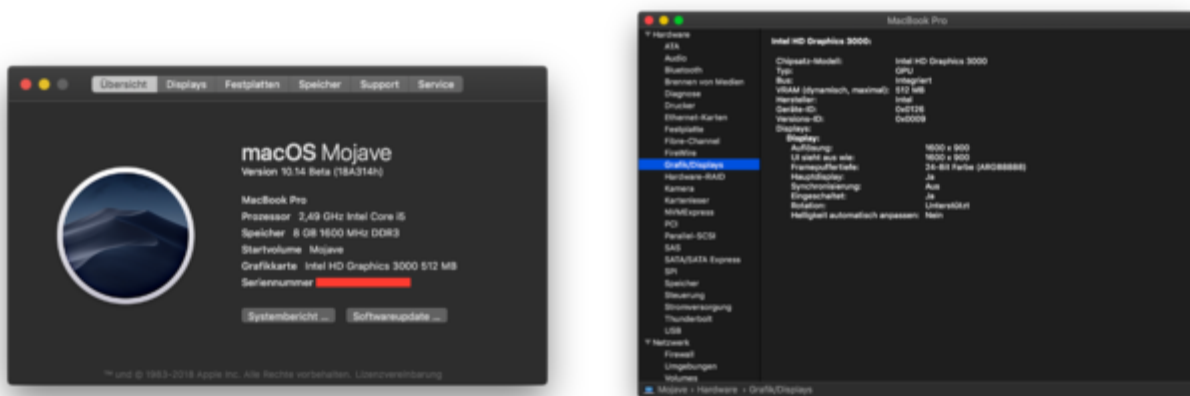 Übersicht Displays Festplatten Speicher Support Service
macOS Mojave
Version 10.14 Beta (18A314h)
MacBook Pro
Prozessor 2,49 GHz Intel Core i5
Speicher 8 GB 1600 MHz DDR3
Startvolume Mojave
Grafikkarte Intel HD Graphics 3000 512 MB
Seriennummer
Systembericht ... Softwareupdate ...
™ und © 1983-2018 Apple Inc. Alle Rechte vorbehalten. Lizenzvereinbarung
MacBook Pro
Hardware
ATA
Audio
Bluetooth
Brennen von Medien
Diagnose
Drucker
Ethernet-Karten
Festplatte
Fibre-Channel
FireWire
Grafik/Displays
Hardware-RAID
Kamera
Kartenleser
NVMExpress
PCI
Parallel-SCSI
SAS
SATA/SATA Express
SPI
Speicher
Steuerung
Stromversorgung
Thunderbolt
USB
Netzwerk
Firewall
Umgebungen
Volumes
Intel HD Graphics 3000:
Chipsatz-Modell: Intel HD Graphics 3000
Typ: GPU
Bus: Integriert
VRAM (dynamisch, maximal): 512 MB
Hersteller: Intel
Geräte-ID: 0x0126
Versions-ID: 0x0009
Displays:
Display:
Auflösung: 1600 x 900
UI sieht aus wie: 1600 x 900
Framepuffertiefe: 24-Bit Farbe (ARGB8888)
Hauptdisplay: Ja
Synchronisierung: Aus
Eingeschaltet: Ja
Rotation: Unterstützt
Helligkeit automatisch anpassen: Nein
Mojave › Hardware › Grafik/Displays